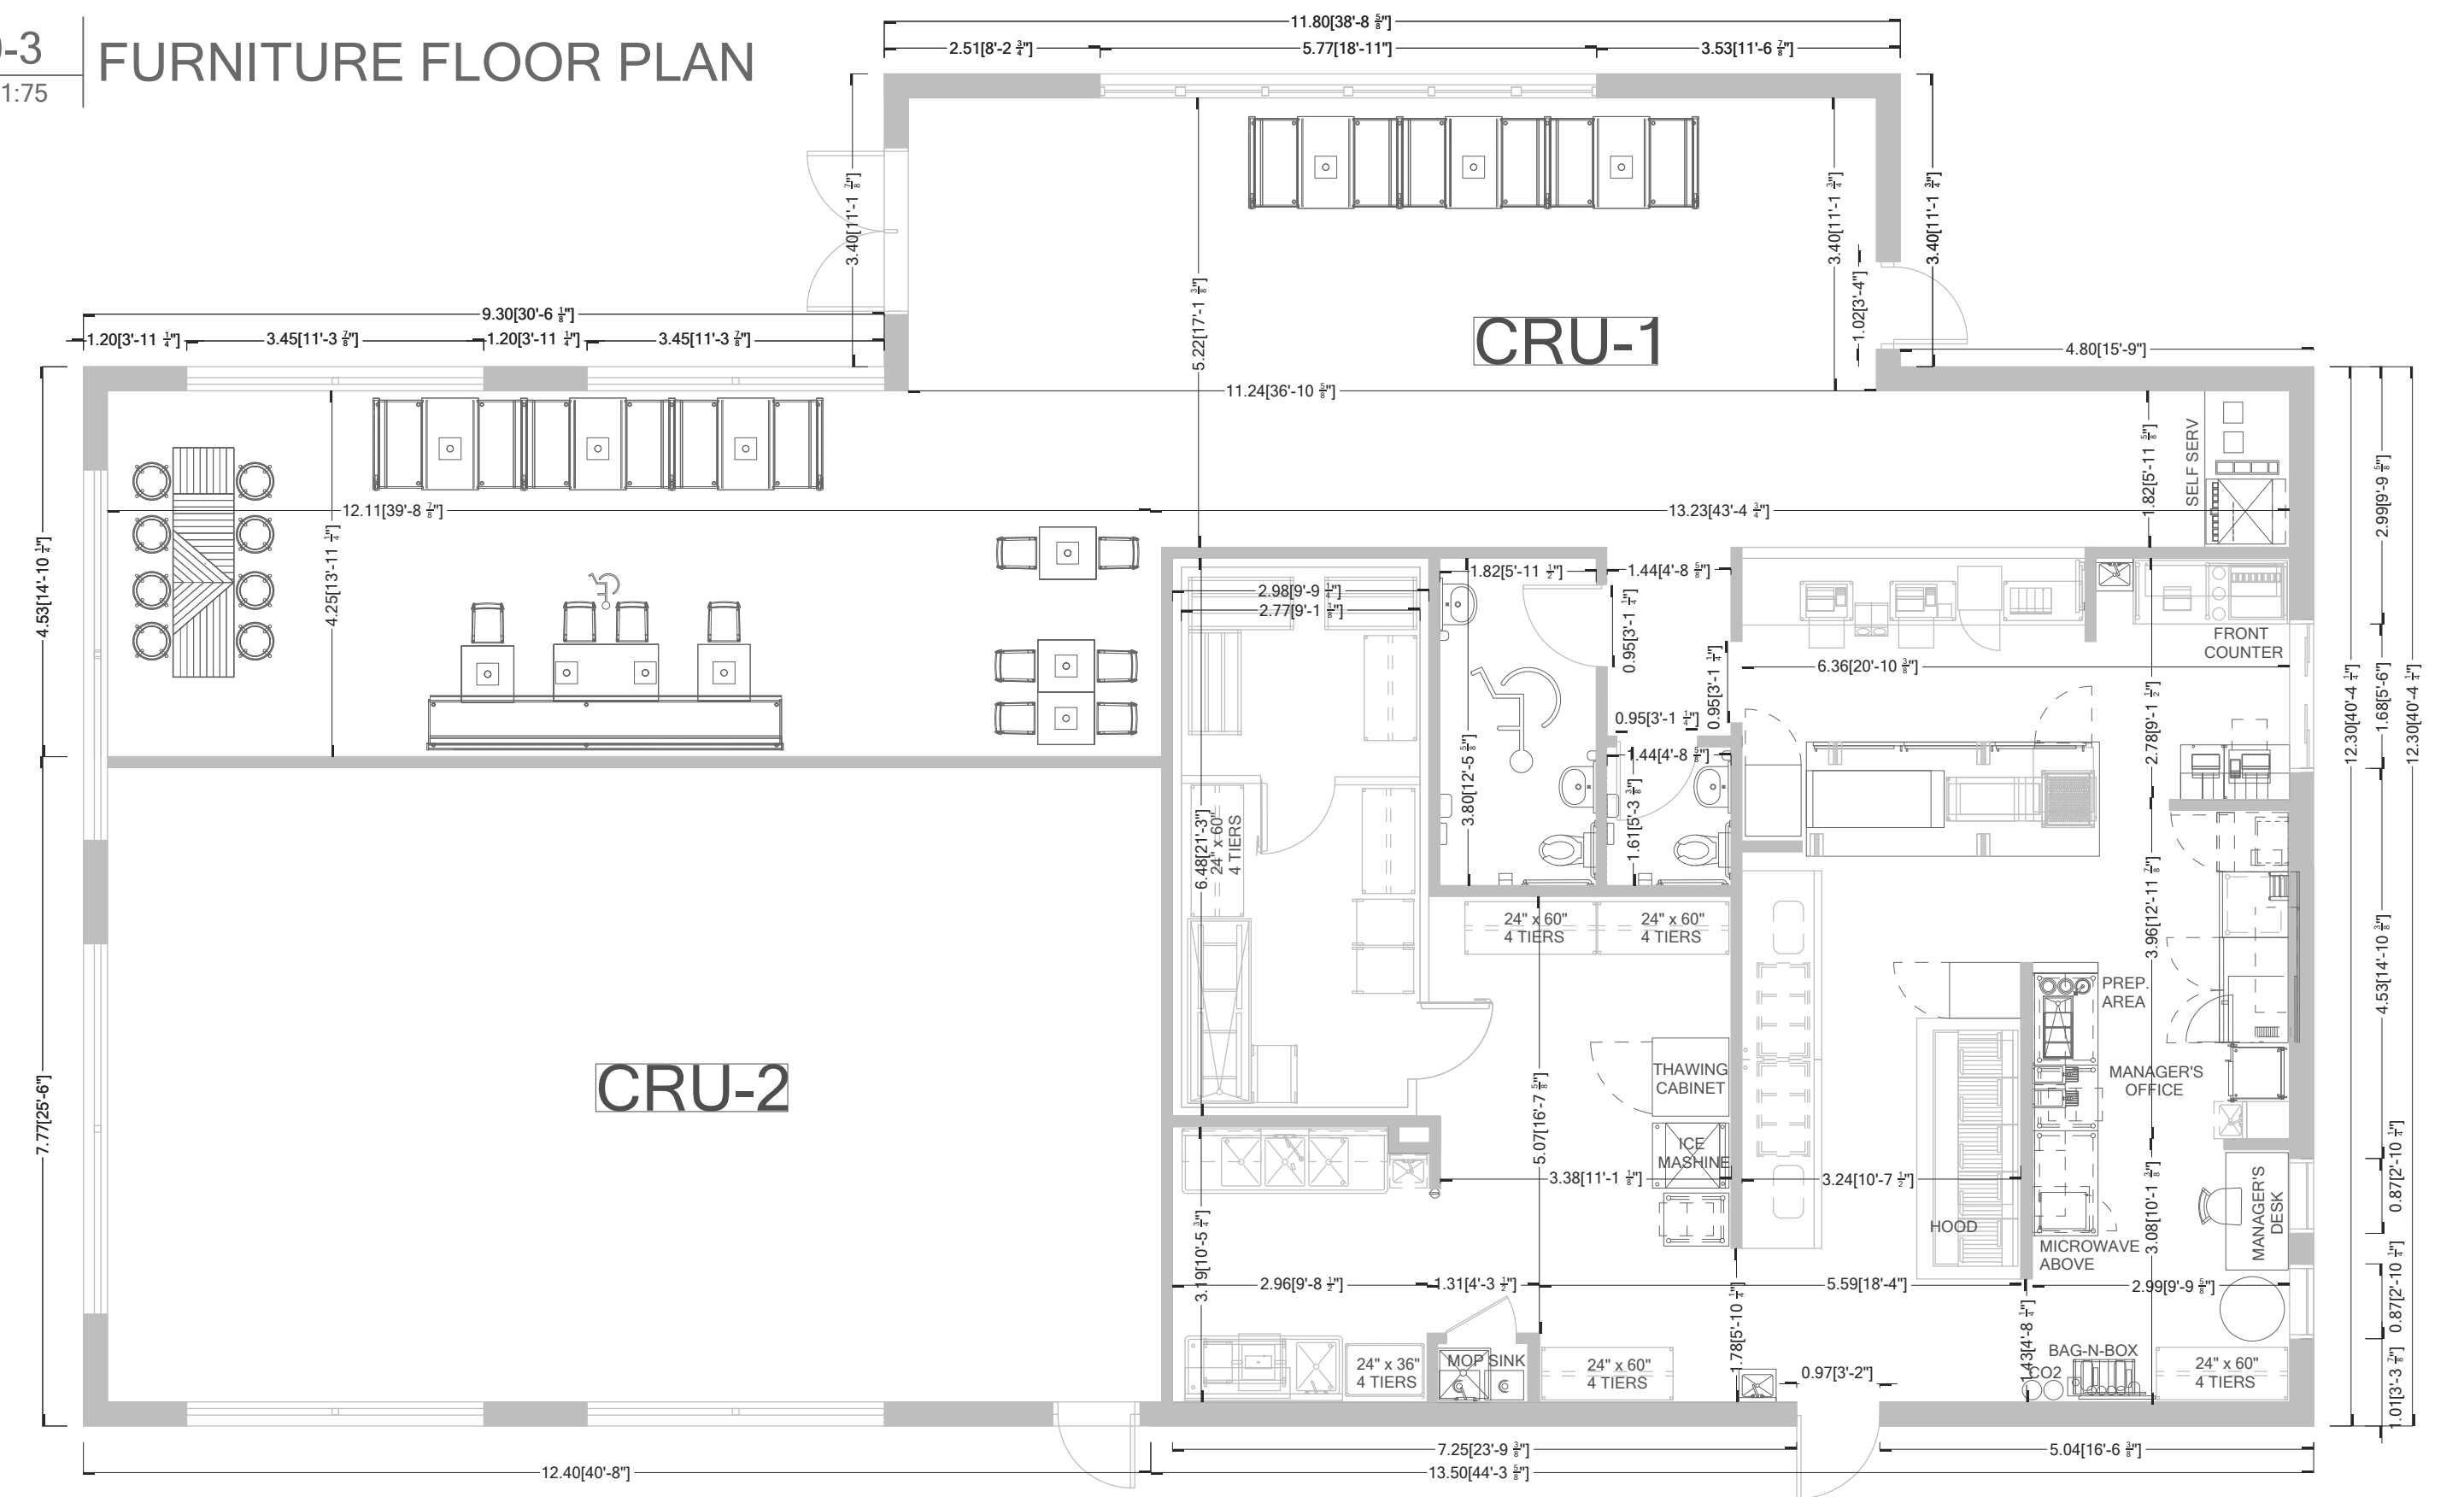 -3
1:75
FURNITURE FLOOR PLAN
11.80[38'-8 5/8"]
2.51[8'-2 3/4"]
5.77[18'-11"]
3.53[11'-6 7/8"]
3.40[11'-1 7/8"]
5.22[17'-1 3/8"]
3.40[11'-1 3/4"]
3.40[11'-1 3/4"]
1.02[3'-4"]
CRU-1
9.30[30'-6 1/8"]
1.20[3'-11 1/4"]
3.45[11'-3 7/8"]
1.20[3'-11 1/4"]
3.45[11'-3 7/8"]
4.80[15'-9"]
11.24[36'-10 5/8"]
SELF SERV
1.82[5'-11 5/8"]
2.99[9'-9 5/8"]
12.11[39'-8 7/8"]
13.23[43'-4 3/4"]
4.53[14'-10 1/4"]
4.25[13'-11 1/4"]
2.98[9'-9 1/4"]
2.77[9'-1 1/8"]
1.82[5'-11 1/2"]
1.44[4'-8 5/8"]
0.95[3'-1 1/4"]
0.95[3'-1 1/4"]
0.95[3'-1 1/4"]
1.44[4'-8 5/8"]
FRONT
COUNTER
6.36[20'-10 3/8"]
2.78[9'-1 1/2"]
1.68[5'-6"]
12.30[40'-4 1/4"]
12.30[40'-4 1/4"]
3.80[12'-5 5/8"]
1.61[5'-3 3/8"]
6.48[21'-3"]
24" x 60"
4 TIERS
24" x 60"
4 TIERS
24" x 60"
4 TIERS
3.96[12'-11 7/8"]
4.53[14'-10 3/8"]
PREP.
AREA
THAWING
CABINET
MANAGER'S
OFFICE
CRU-2
7.77[25'-6"]
5.07[16'-7 5/8"]
ICE
MASHINE
3.38[11'-1 1/8"]
3.24[10'-7 1/2"]
HOOD
MICROWAVE
ABOVE
3.08[10'-1 3/8"]
MANAGER'S
DESK
0.87[2'-10 1/4"]
0.87[2'-10 1/4"]
1.01[3'-3 7/8"]
3.19[10'-5 3/4"]
2.96[9'-8 1/2"]
1.31[4'-3 1/2"]
5.59[18'-4"]
2.99[9'-9 5/8"]
1.78[5'-10 1/4"]
1.43[4'-8 1/4"]
24" x 36"
4 TIERS
MOP SINK
24" x 60"
4 TIERS
0.97[3'-2"]
BAG-N-BOX
CO2
24" x 60"
4 TIERS
7.25[23'-9 3/8"]
5.04[16'-6 3/8"]
12.40[40'-8"]
13.50[44'-3 5/8"]